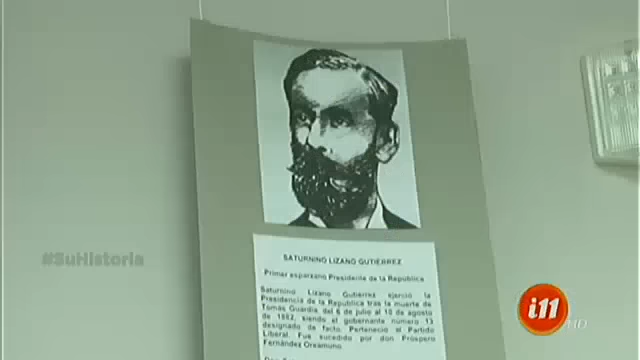 SATURNINO LIZANO GUTIÉRREZ
Primer esparzano Presidente de la República
Saturnino Lizano Gutiérrez ejerció la
Presidencia de la República tras la muerte de
Tomás Guardia, del 6 de julio al 10 de agosto
de 1882, siendo el gobernante número 13
designado de facto. Perteneció al Partido
Liberal. Fue sucedido por don Próspero
Fernández Oreamuno.
#SuHistoria
i11
HD